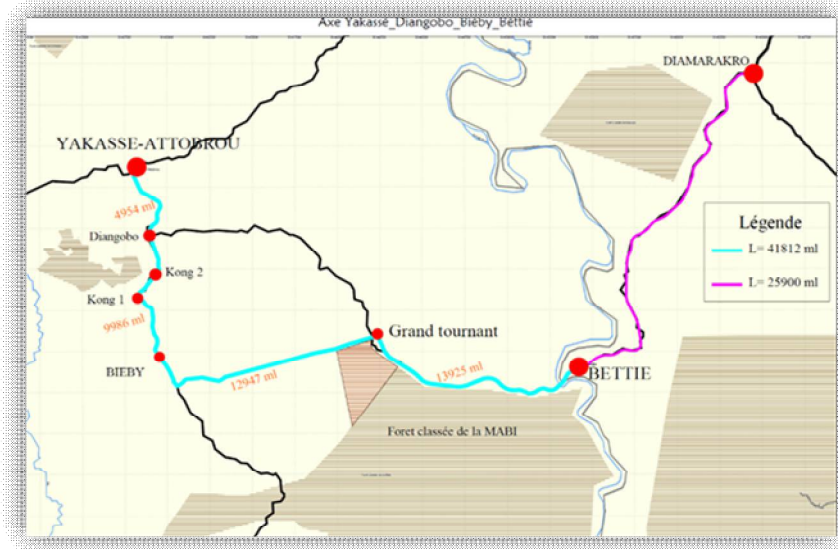 Axe Yakassé_Diangobo_Biéby_Bettié
DIAMARAKRO
YAKASSE-ATTOBROU
4954 ml
Diangobo
Légende
L= 41812 ml
Kong 2
L= 25900 ml
Kong 1
9986 ml
Grand tournant
BIEBY
12947 ml
13925 ml
BETTIE
Foret classée de la MABI